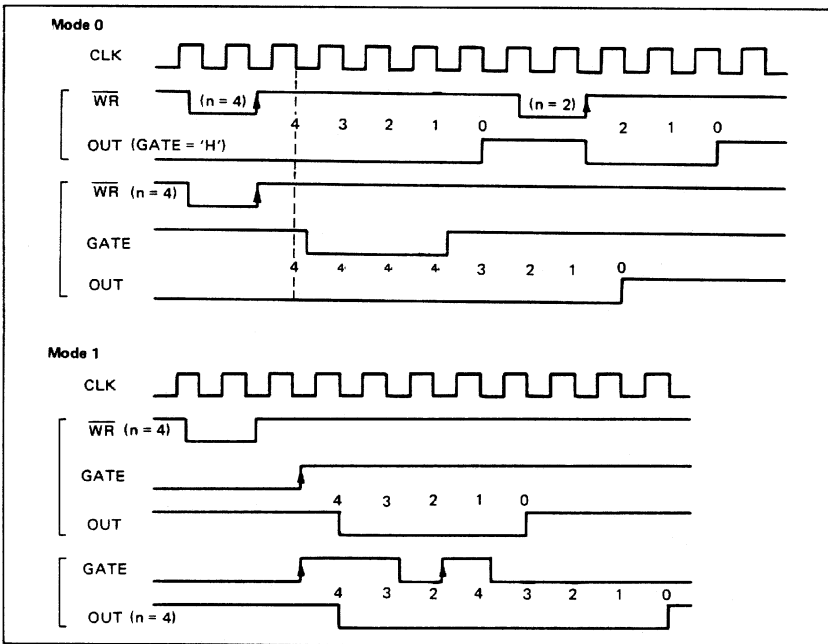 Mode 0
CLK
WR (n = 4) (n = 2)
4 3 2 1 0 2 1 0
OUT (GATE = 'H')
WR (n = 4)
GATE
4 4 4 4 3 2 1 0
OUT
Mode 1
CLK
WR (n = 4)
GATE
4 3 2 1 0
OUT
GATE
4 3 2 4 3 2 1 0
OUT (n = 4)